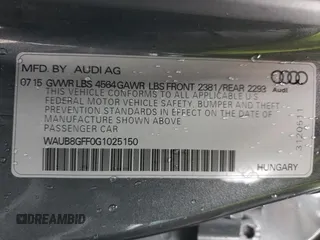 MFD. BY AUDI AG
07 15 GVWR LBS 4564 GAWR LBS FRONT 2381/REAR 2293
THIS VEHICLE CONFORMS TO ALL APPLICABLE U.S.
FEDERAL MOTOR VEHICLE SAFETY, BUMPER AND THEFT
PREVENTION STANDARDS IN EFFECT ON THE DATE OF
MANUFACTURE SHOWN ABOVE
PASSENGER CAR
WAUB8GFF0G1025150
HUNGARY
Audi
3120511
DREAMBID